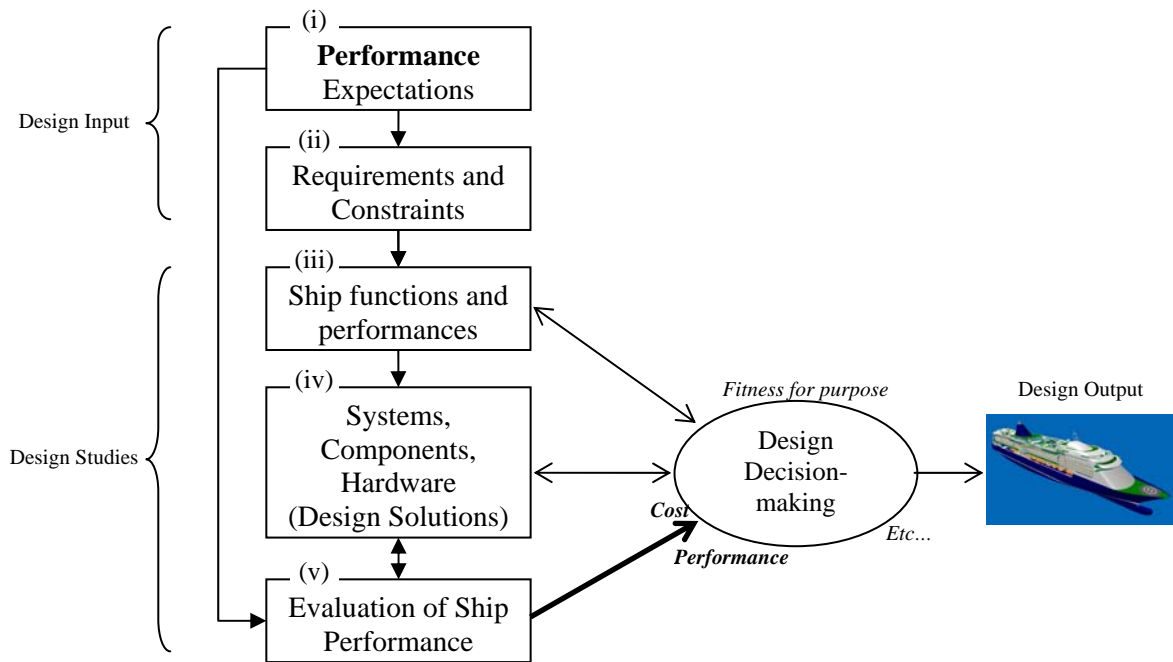 (i)
Performance
Expectations
Design Input
(ii)
Requirements and
Constraints
(iii)
Ship functions and
performances
Design Studies
(iv)
Systems,
Components,
Hardware
(Design Solutions)
(v)
Evaluation of Ship
Performance
Fitness for purpose
Design
Decision-
making
Cost
Performance
Etc...
Design Output